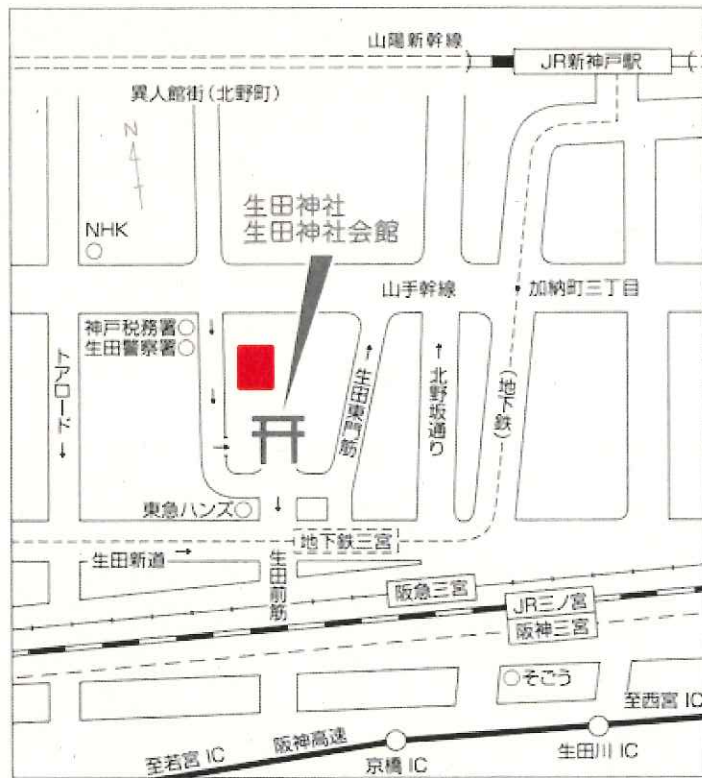 山陽新幹線
JR新神戸駅
異人館街(北野町)
N
生田神社
生田神社会館
NHK
山手幹線
加納町三丁目
神戸税務署
生田警察署
トアロード
生田東門筋
北野坂通り
(地下鉄)
東急ハンズ
地下鉄三宮
生田新道
生田前筋
阪急三宮
JR三ノ宮
阪神三宮
そごう
至西宮 IC
至若宮 IC
阪神高速
京橋 IC
生田川 IC